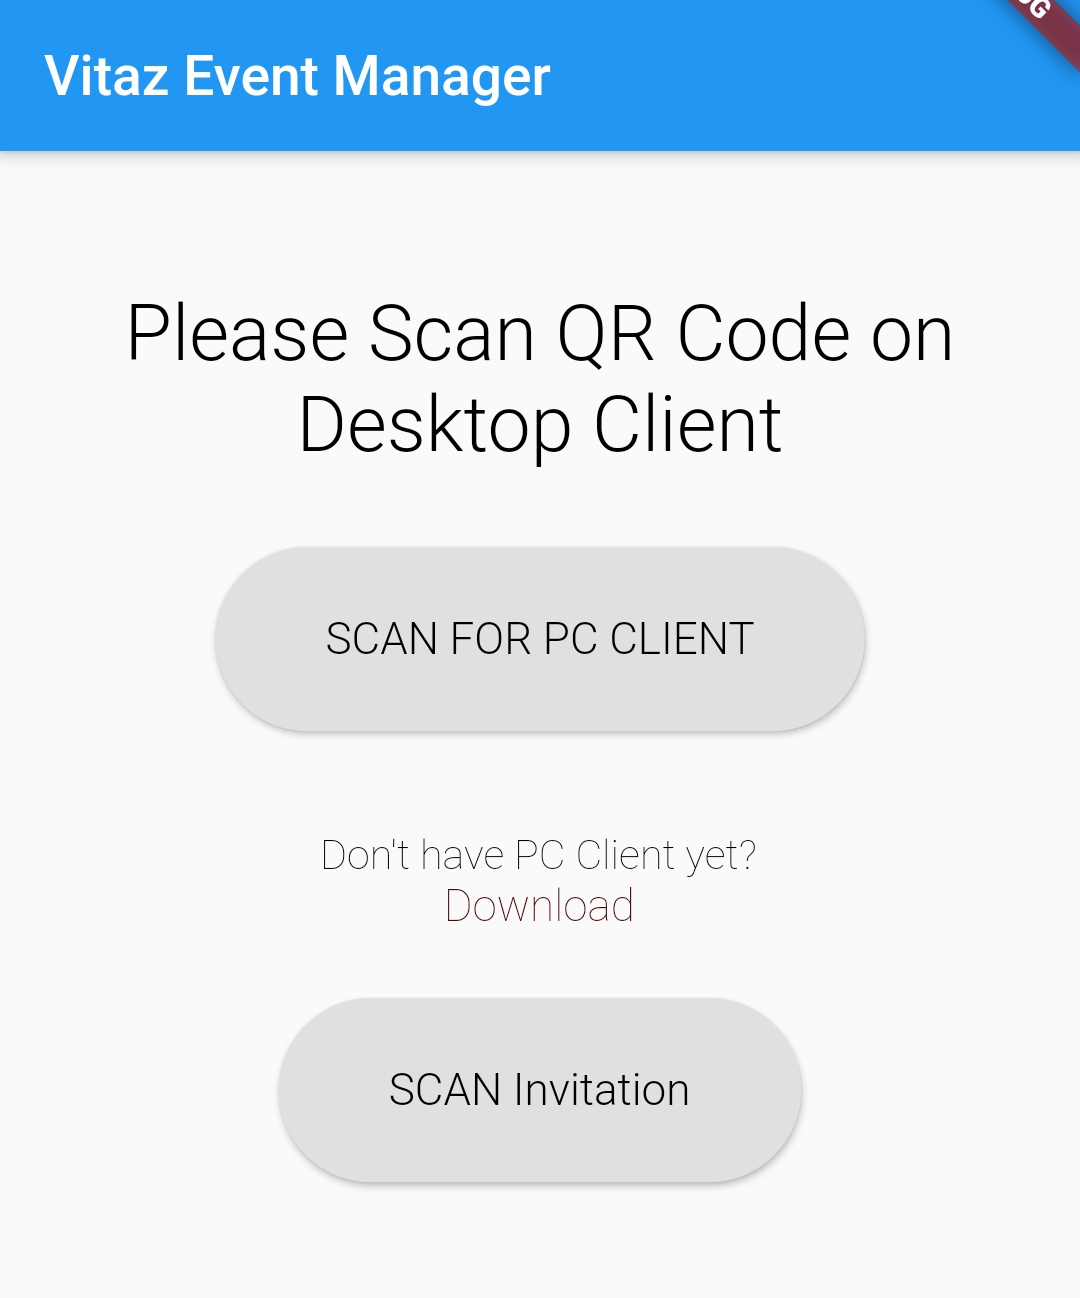 Vitaz Event Manager
Please Scan QR Code on
Desktop Client
SCAN FOR PC CLIENT
Don't have PC Client yet?
Download
SCAN Invitation